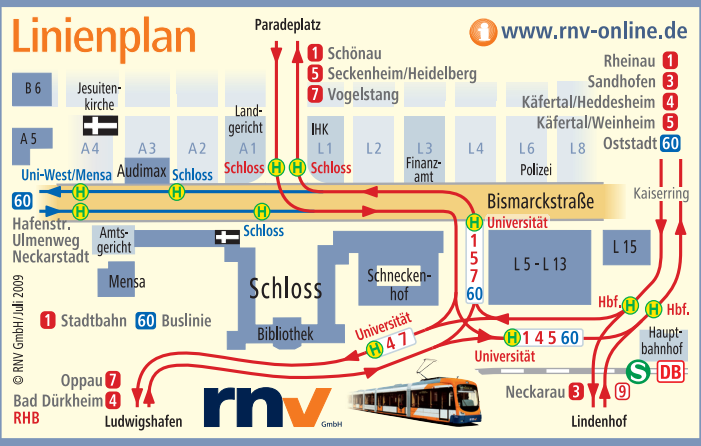 Linienplan
Paradeplatz
www.rnv-online.de
1 Schönau
5 Seckenheim/Heidelberg
7 Vogelstang
Rheinau 1
Sandhofen 3
Käfertal/Heddesheim 4
Käfertal/Weinheim 5
Oststadt 60
B 6
Jesuiten-
kirche
Land-
gericht
IHK
A 5
A 4
A 3
A 2
A 1
L 1
L 2
L 3
L 4
L 6
L 8
Audimax
Finanz-
amt
Polizei
Uni-West/Mensa
H
Schloss
H
Schloss
H
H
Schloss
Kaiserring
60
Bismarckstraße
H
H
Schloss
H
Universität
Hafenstr.
Ulmenweg
Neckarstadt
Amts-
gericht
Mensa
Schloss
Schnecken-
hof
Bibliothek
1
5
7
60
L 5 - L 13
L 15
Hbf.
H
H
Hbf.
1 Stadtbahn 60 Buslinie
Universität
H 4 7
H 1 4 5 60
Universität
Haupt-
bahnhof
S DB
Oppau 7
Bad Dürkheim 4
RHB
Ludwigshafen
rnv
GmbH
Neckarau 3 9
Lindenhof
© RNV GmbH/Juli 2009